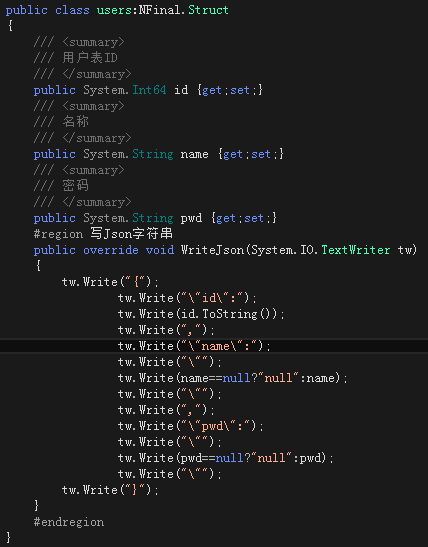 public class users:NFinal.Struct
{
/// <summary>
/// 用户表ID
/// </summary>
public System.Int64 id {get;set;}
/// <summary>
/// 名称
/// </summary>
public System.String name {get;set;}
/// <summary>
/// 密码
/// </summary>
public System.String pwd {get;set;}
#region 写Json字符串
public override void WriteJson(System.IO.TextWriter tw)
{
tw.Write("{");
tw.Write("\"id\":");
tw.Write(id.ToString());
tw.Write(",");
tw.Write("\"name\":");
tw.Write("\"");
tw.Write(name==null?"null":name);
tw.Write("\"");
tw.Write(",");
tw.Write("\"pwd\":");
tw.Write("\"");
tw.Write(pwd==null?"null":pwd);
tw.Write("\"");
tw.Write("}");
}
#endregion
}